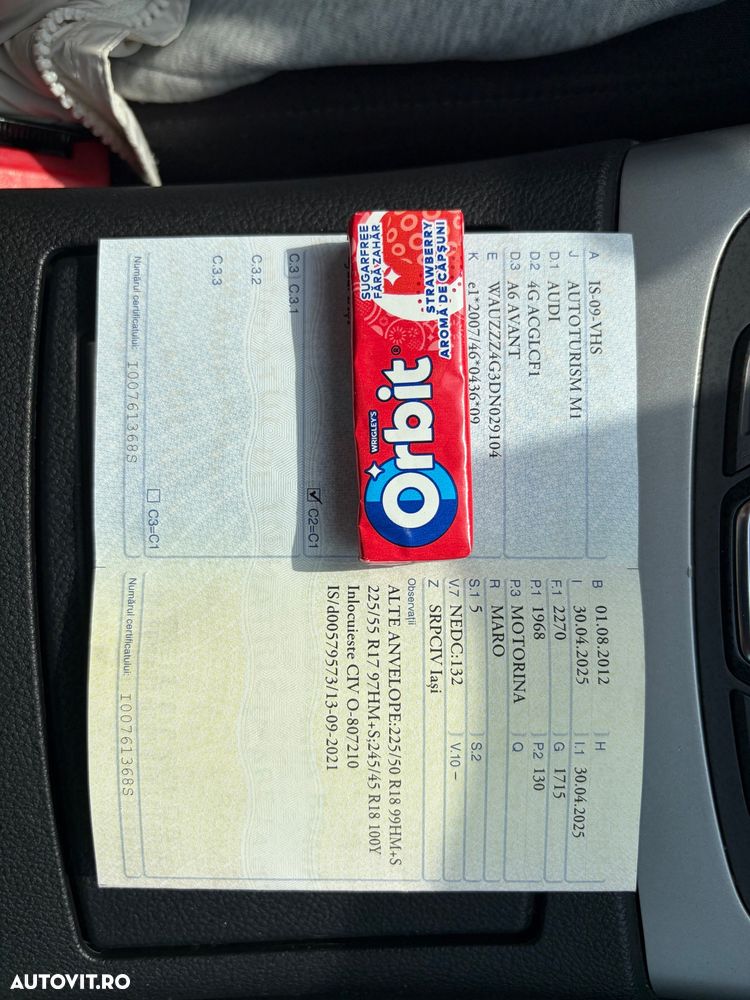 A IS-09-VHS
J AUTOTURISM M1
D.1 AUDI
D.2 4G ACGLCF1
D.3 A6 AVANT
E WAUZZZ4G3DN029104
K e1*2007/46*0436*09
C.3 C.3.1
C2=C1
C.3.2
C.3.3
C3=C1
Numărul certificatului: I00761368S
SUGARFREE
FĂRĂ ZAHĂR
STRAWBERRY
AROMĂ DE CĂPȘUNI
WRIGLEY'S
Orbit®
B 01.08.2012 H
I 30.04.2025 I.1 30.04.2025
F.1 2270 G 1715
P.1 1968 P.2 130
P.3 MOTORINA Q
R MARO
S.1 5 S.2
V.7 NEDC:132 V.10 –
Z SRPCIV Iași
Observații
ALTE ANVELOPE:225/50 R18 99HM+S
225/55 R17 97HM+S;245/45 R18 100Y
Inlocuieste CIV O-807210
IS/d00579573/13-09-2021
Numărul certificatului: I00761368S
AUTOVIT.RO